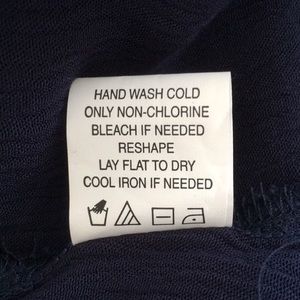 HAND WASH COLD
ONLY NON-CHLORINE
BLEACH IF NEEDED
RESHAPE
LAY FLAT TO DRY
COOL IRON IF NEEDED